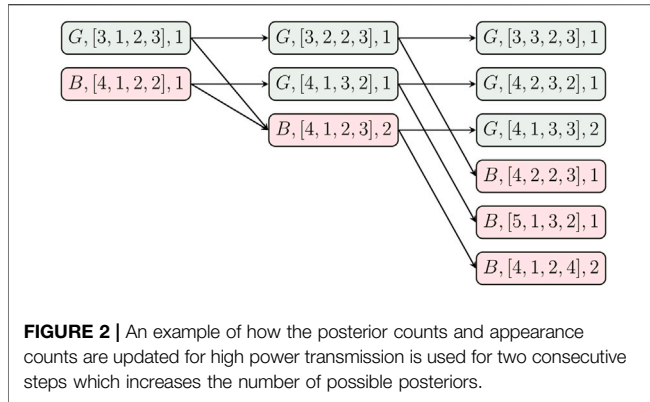 G, [3, 1, 2, 3], 1
G, [3, 2, 2, 3], 1
G, [3, 3, 2, 3], 1
B, [4, 1, 2, 2], 1
G, [4, 1, 3, 2], 1
G, [4, 2, 3, 2], 1
B, [4, 1, 2, 3], 2
G, [4, 1, 3, 3], 2
B, [4, 2, 2, 3], 1
B, [5, 1, 3, 2], 1
B, [4, 1, 2, 4], 2
FIGURE 2 | An example of how the posterior counts and appearance
counts are updated for high power transmission is used for two consecutive
steps which increases the number of possible posteriors.